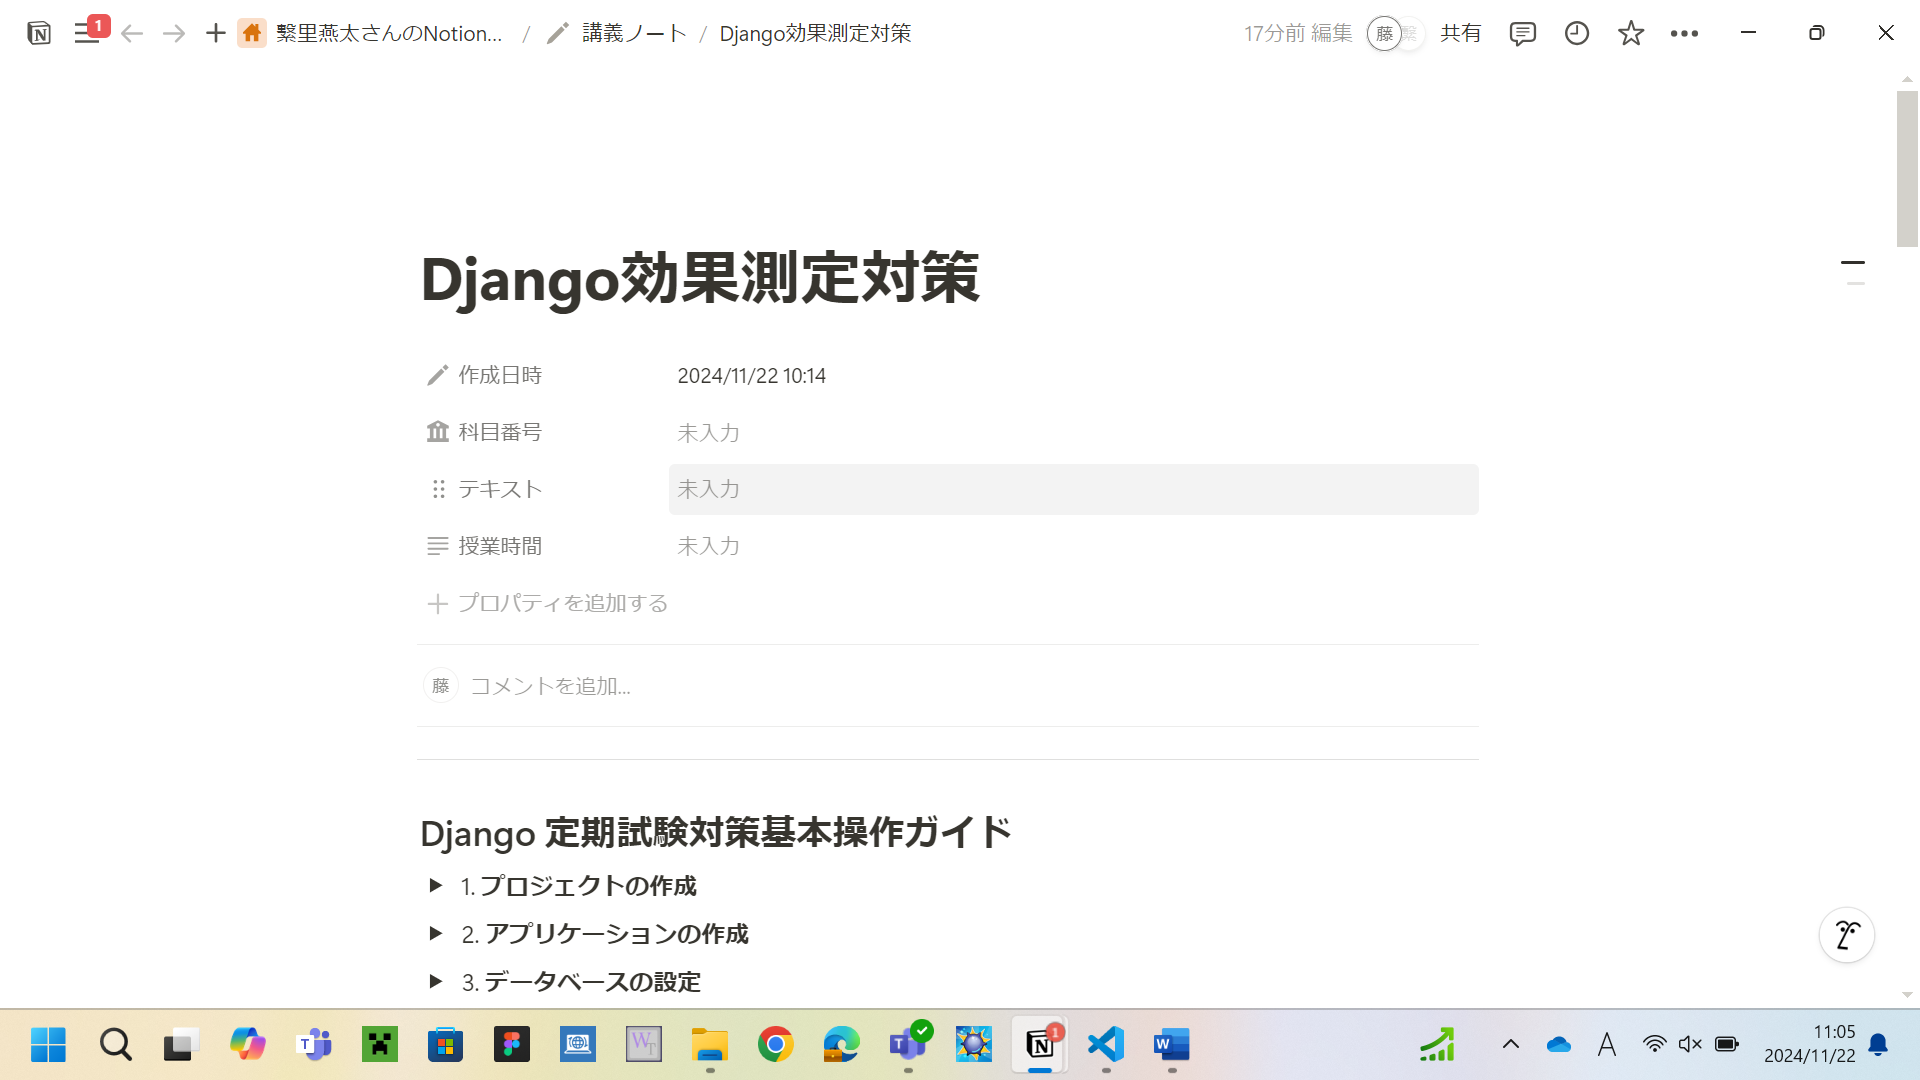 1
繋里燕太さんのNotion... / 講義ノート / Django効果測定対策
17分前 編集 藤 繋 共有
Django効果測定対策
作成日時 2024/11/22 10:14
科目番号 未入力
テキスト 未入力
授業時間 未入力
プロパティを追加する
藤 コメントを追加...
Django 定期試験対策基本操作ガイド
1. プロジェクトの作成
2. アプリケーションの作成
3. データベースの設定
1
A
11:05
2024/11/22